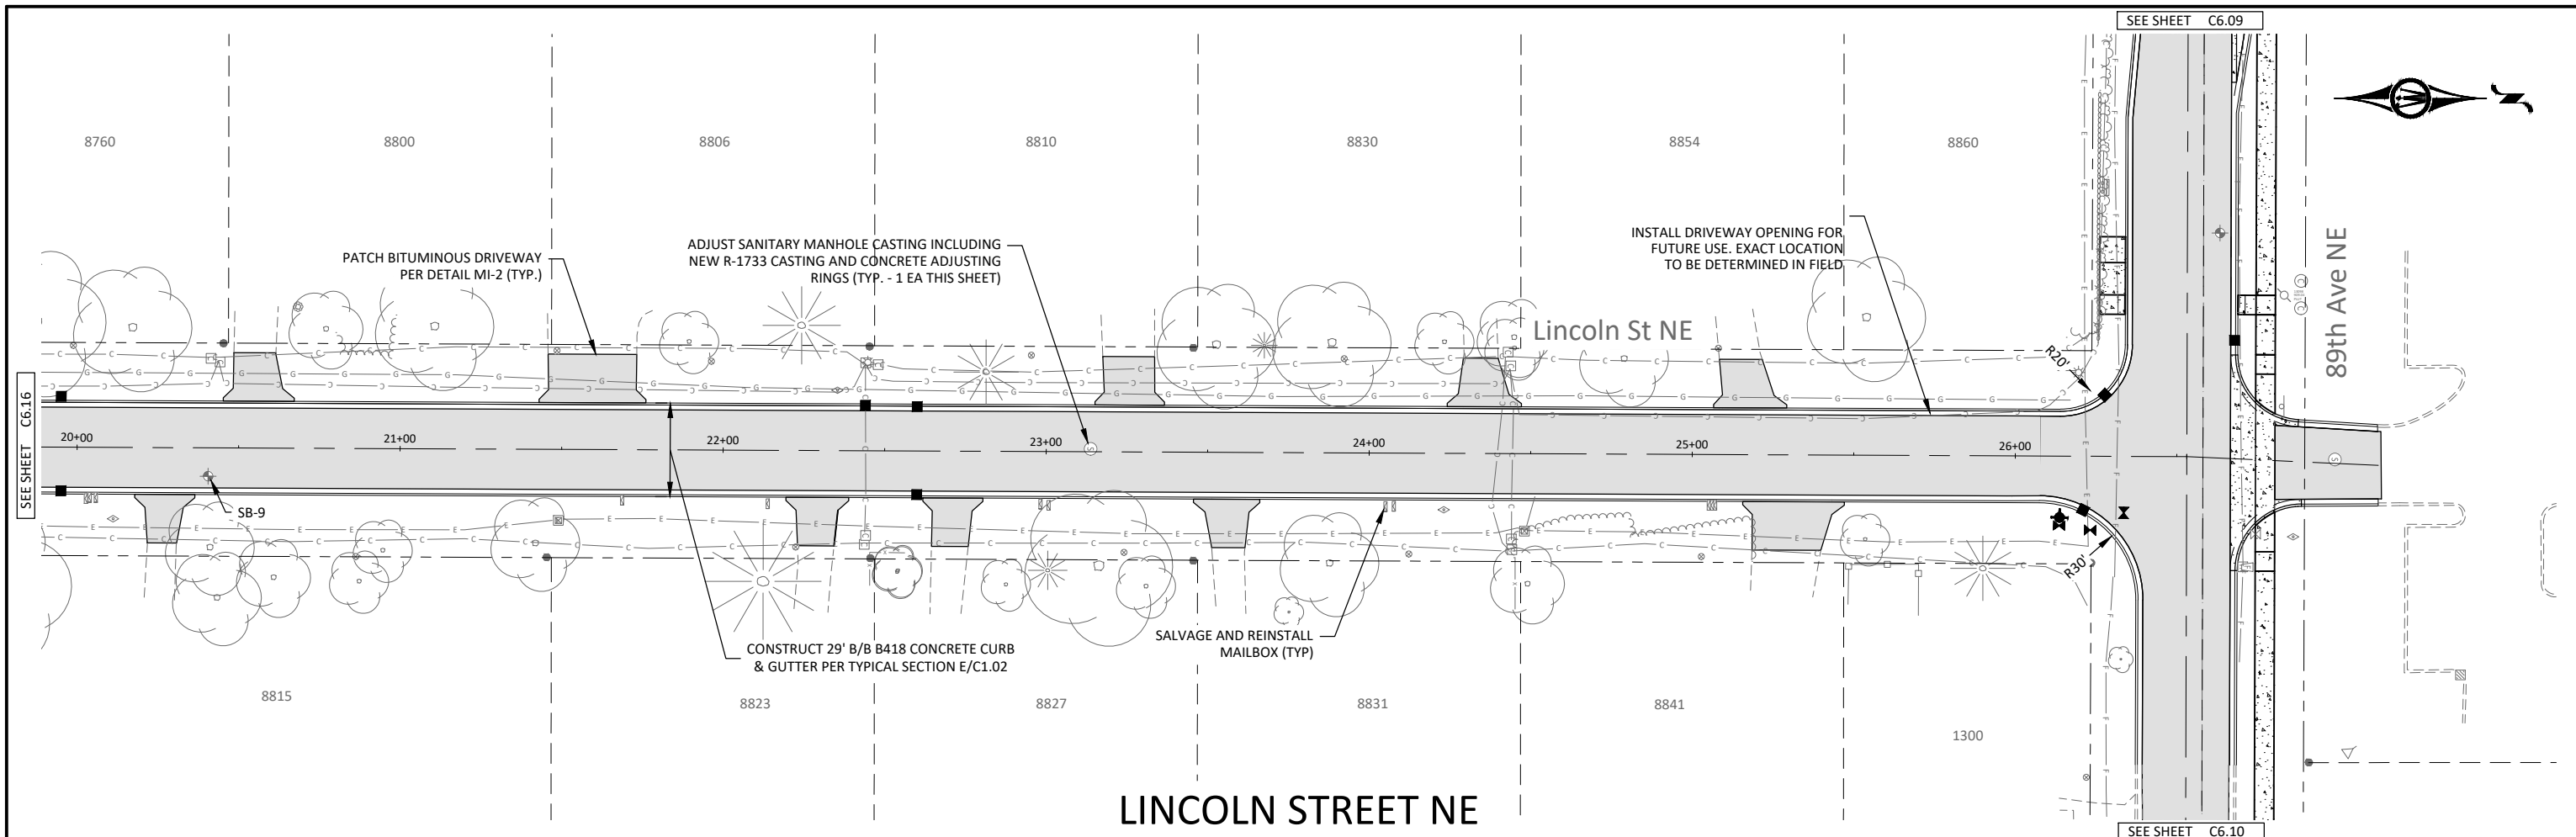 SEE SHEET C6.09
8760
8800
8806
8810
8830
8854
8860
PATCH BITUMINOUS DRIVEWAY
PER DETAIL MI-2 (TYP.)
ADJUST SANITARY MANHOLE CASTING INCLUDING
NEW R-1733 CASTING AND CONCRETE ADJUSTING
RINGS (TYP. - 1 EA THIS SHEET)
INSTALL DRIVEWAY OPENING FOR
FUTURE USE. EXACT LOCATION
TO BE DETERMINED IN FIELD
Lincoln St NE
89th Ave NE
R20'
SEE SHEET C6.16
20+00
21+00
22+00
23+00
24+00
25+00
26+00
SB-9
R30'
CONSTRUCT 29' B/B B418 CONCRETE CURB
& GUTTER PER TYPICAL SECTION E/C1.02
SALVAGE AND REINSTALL
MAILBOX (TYP)
8815
8823
8827
8831
8841
1300
LINCOLN STREET NE
SEE SHEET C6.10